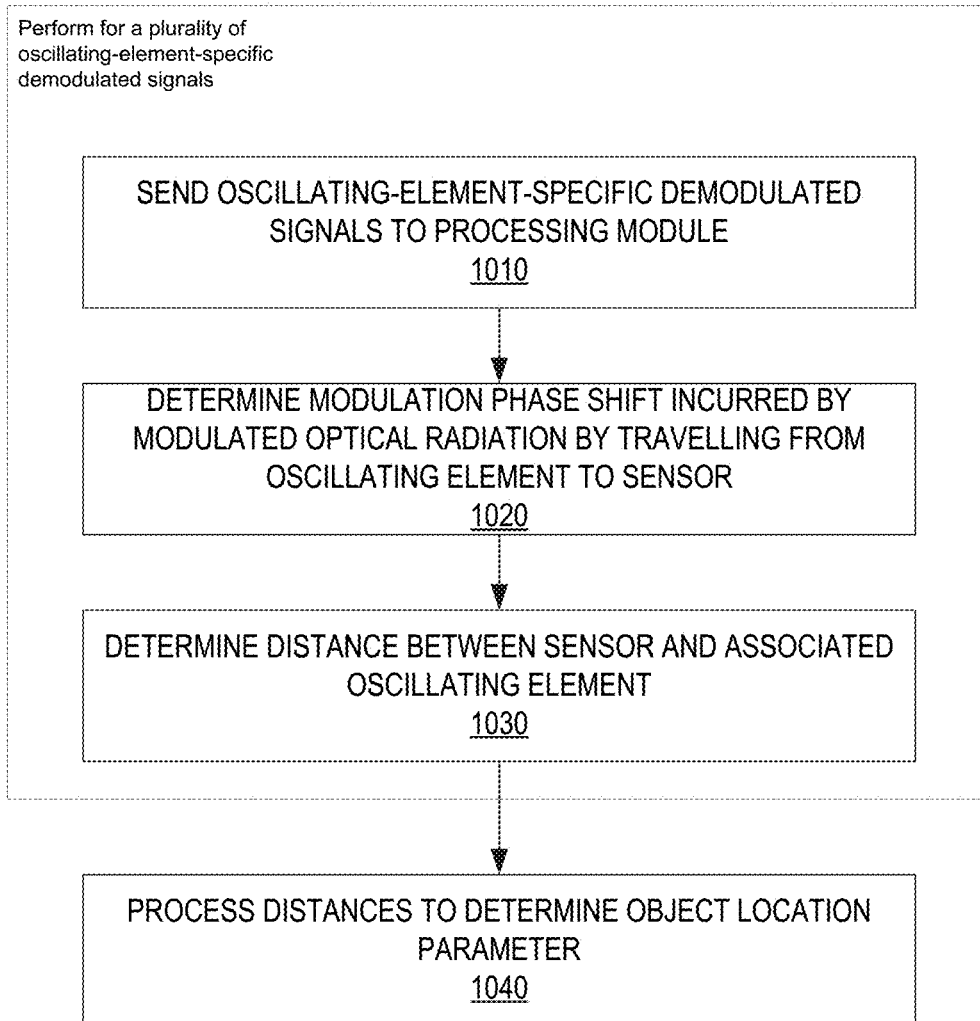 Perform for a plurality of
oscillating-element-specific
demodulated signals
SEND OSCILLATING-ELEMENT-SPECIFIC DEMODULATED
SIGNALS TO PROCESSING MODULE
1010
DETERMINE MODULATION PHASE SHIFT INCURRED BY
MODULATED OPTICAL RADIATION BY TRAVELLING FROM
OSCILLATING ELEMENT TO SENSOR
1020
DETERMINE DISTANCE BETWEEN SENSOR AND ASSOCIATED
OSCILLATING ELEMENT
1030
PROCESS DISTANCES TO DETERMINE OBJECT LOCATION
PARAMETER
1040